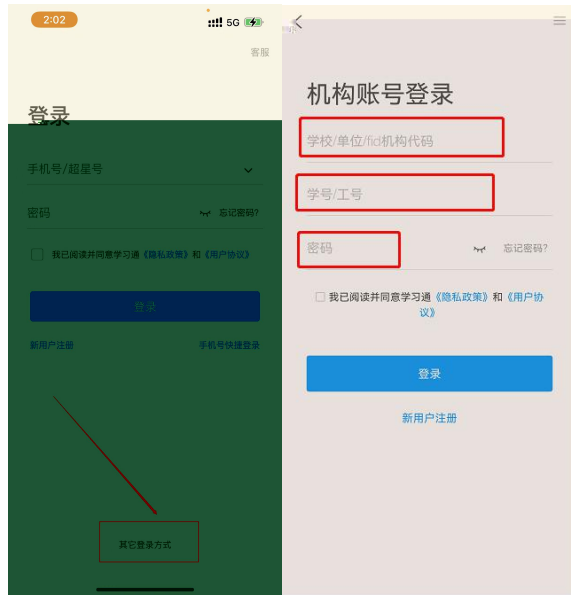 2:02
5G
客服
登录
手机号/超星号
密码
忘记密码?
我已阅读并同意学习通《隐私政策》和《用户协议》
登录
新用户注册
手机号快捷登录
其它登录方式
机构账号登录
学校/单位/fid机构代码
学号/工号
密码
忘记密码?
我已阅读并同意学习通《隐私政策》和《用户协
议》
登录
新用户注册